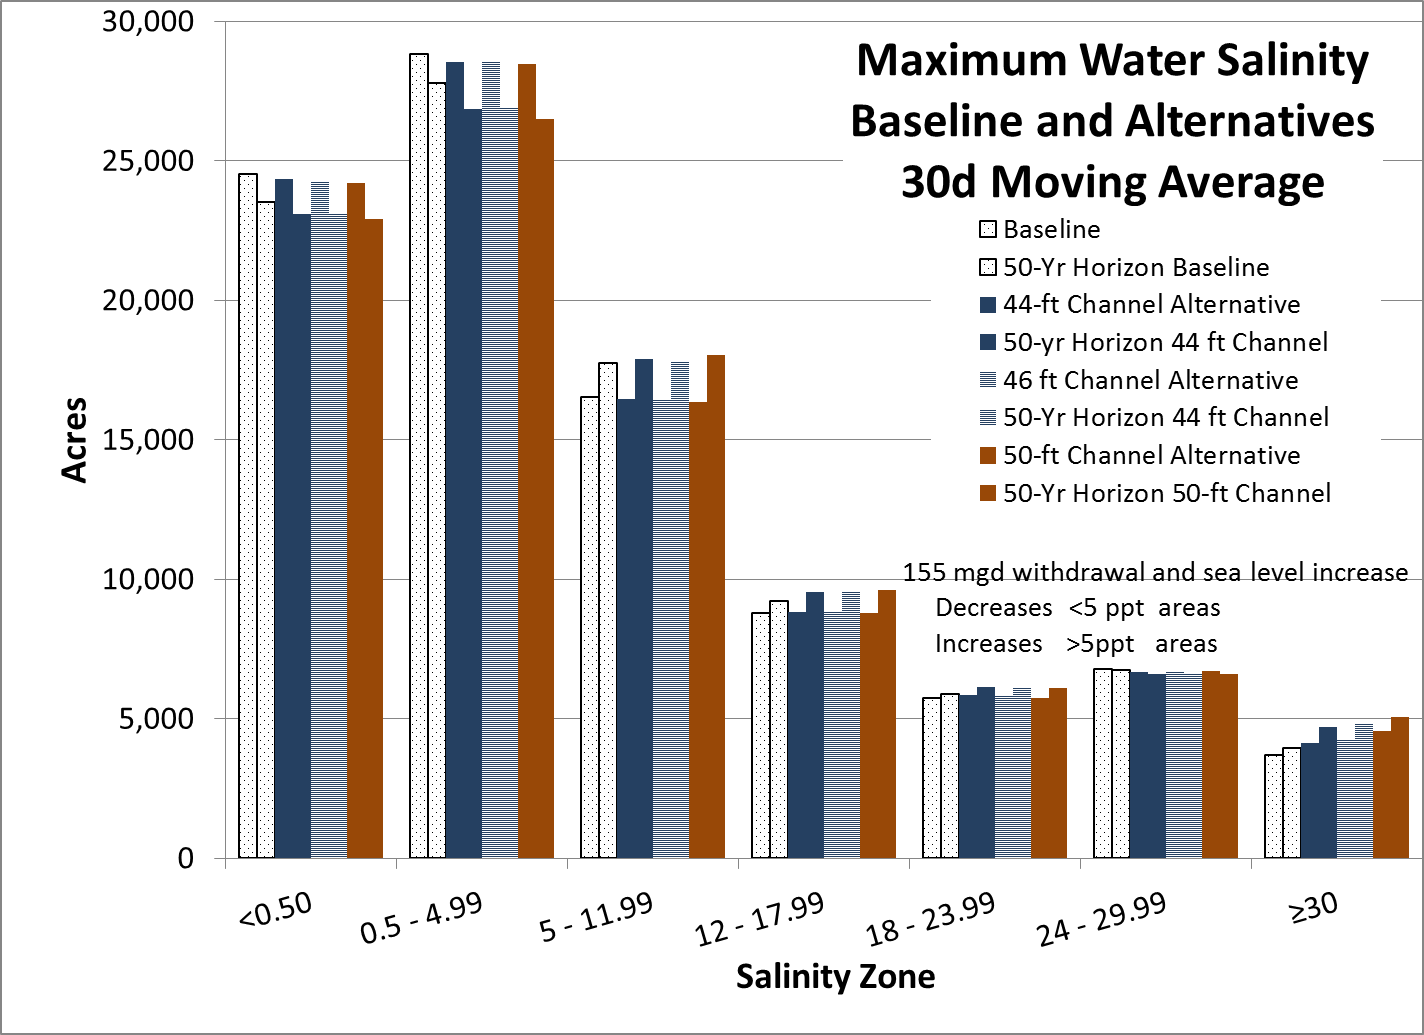 Maximum Water Salinity
Baseline and Alternatives
30d Moving Average
Baseline
50-Yr Horizon Baseline
44-ft Channel Alternative
50-yr Horizon 44 ft Channel
46 ft Channel Alternative
50-Yr Horizon 44 ft Channel
50-ft Channel Alternative
50-Yr Horizon 50-ft Channel
155 mgd withdrawal and sea level increase
Decreases <5 ppt areas
Increases >5ppt areas
Acres
30,000
25,000
20,000
15,000
10,000
5,000
0
<0.50
0.5 - 4.99
5 - 11.99
12 - 17.99
18 - 23.99
24 - 29.99
≥30
Salinity Zone